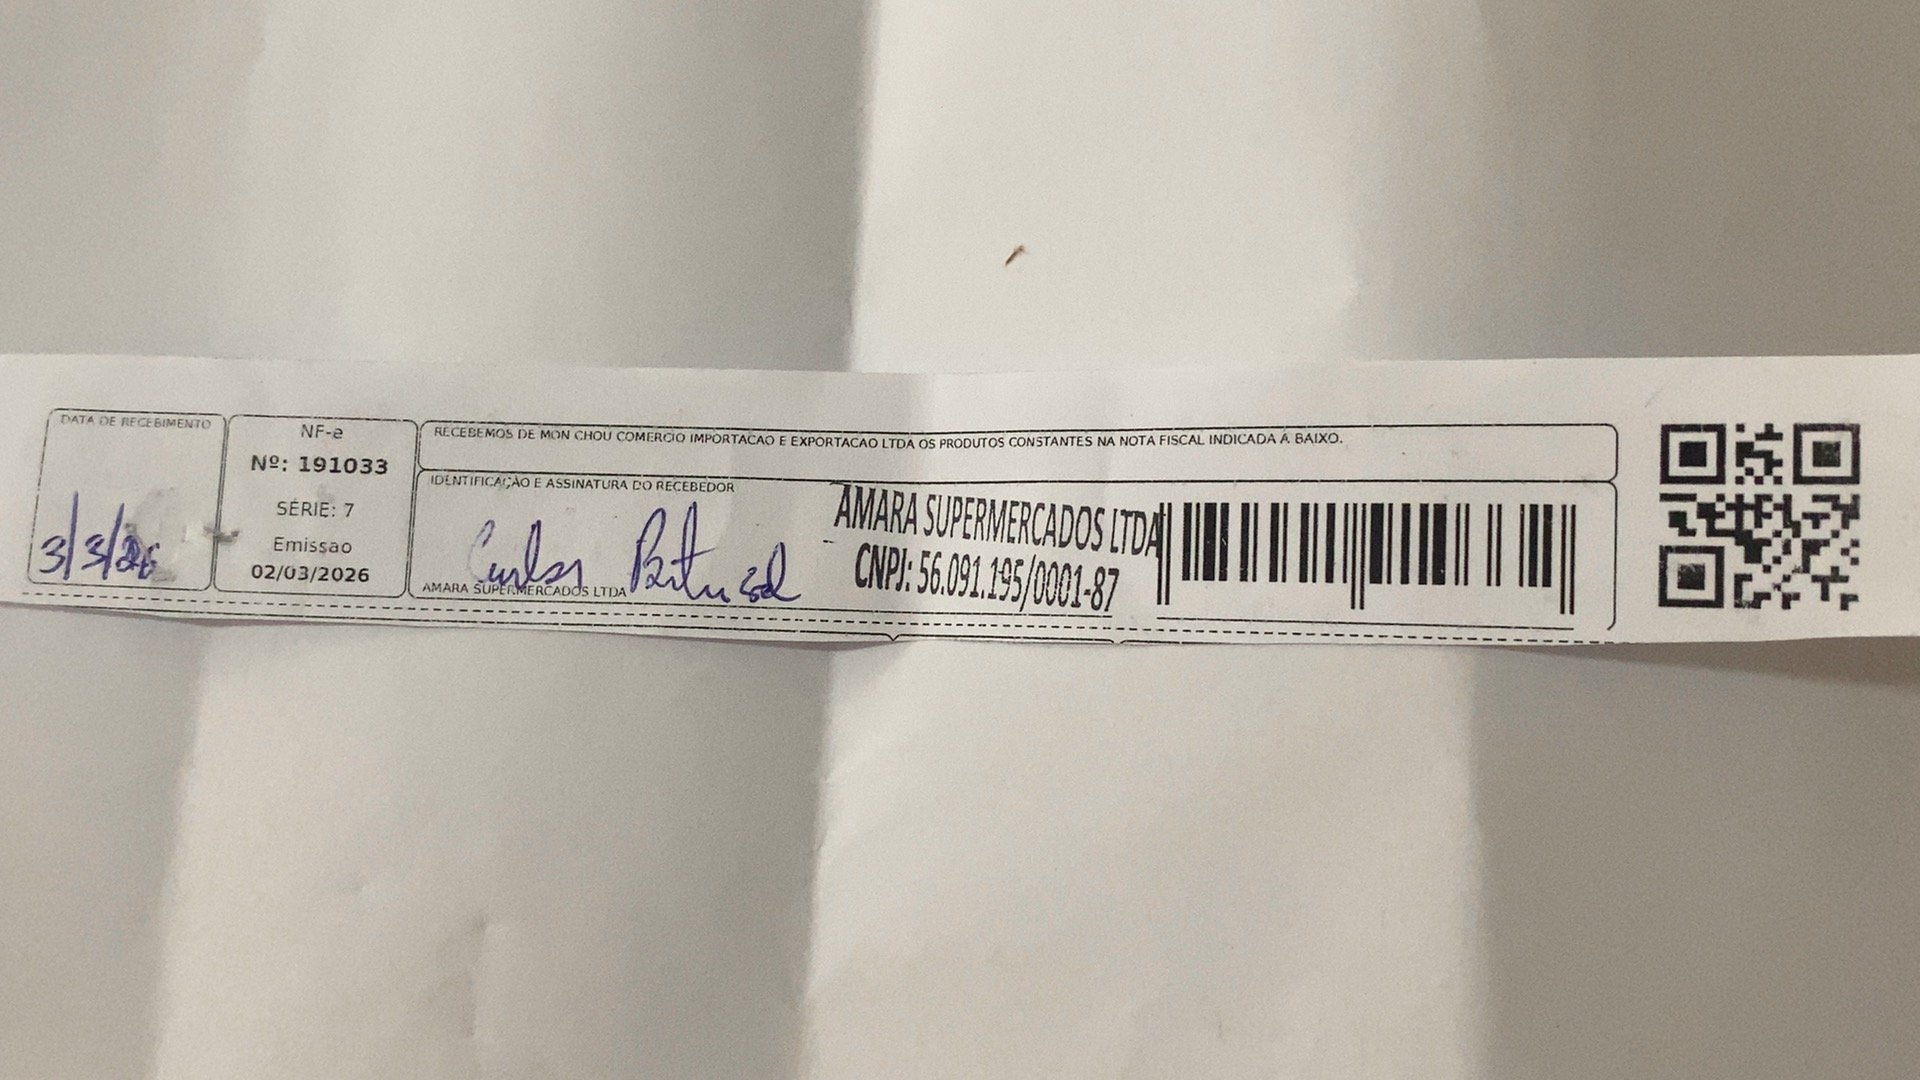 DATA DE RECEBIMENTO
3/3/26
NF-e
Nº: 191033
SÉRIE: 7
Emissao
02/03/2026
RECEBEMOS DE MON CHOU COMERCIO IMPORTACAO E EXPORTACAO LTDA OS PRODUTOS CONSTANTES NA NOTA FISCAL INDICADA A BAIXO.
IDENTIFICAÇÃO E ASSINATURA DO RECEBEDOR
Carlos
AMARA SUPERMERCADOS LTDA
AMARA SUPERMERCADOS LTDA
CNPJ: 56.091.195/0001-87